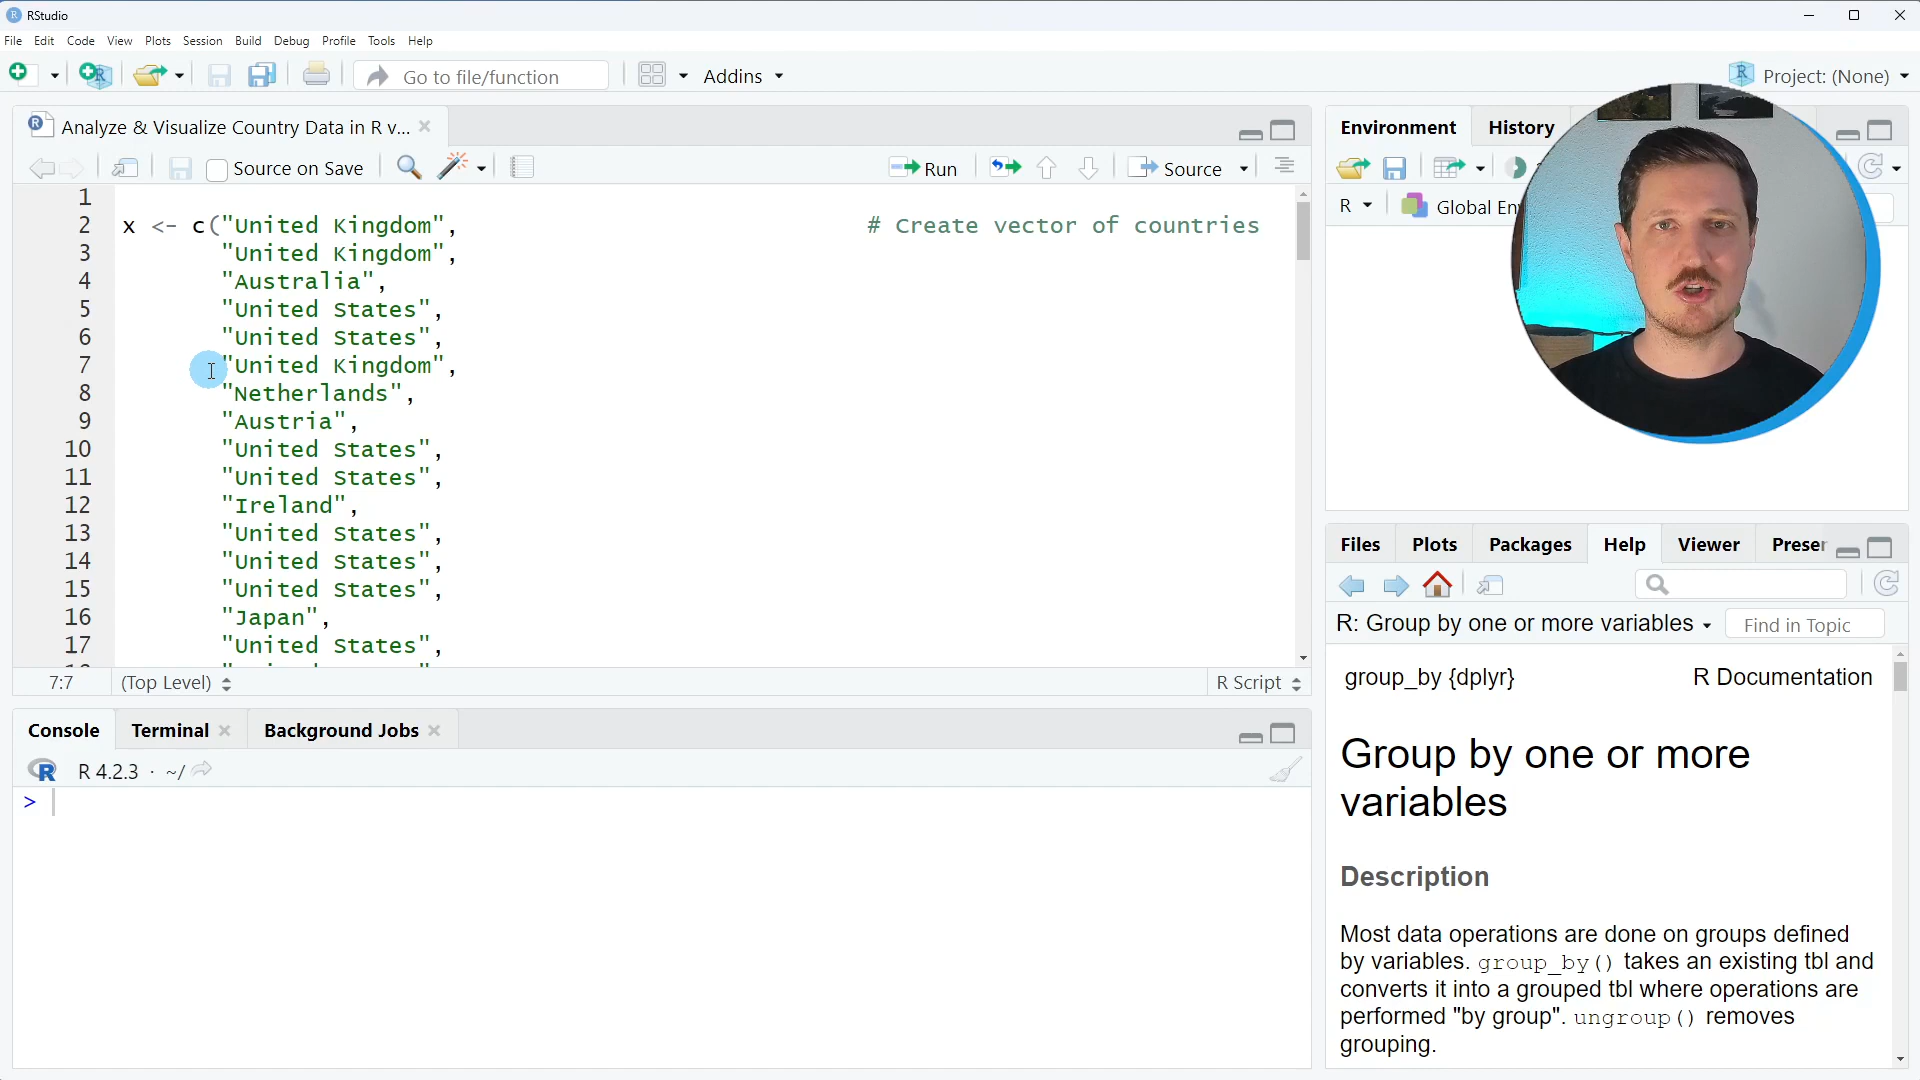 RStudio
File Edit Code View Plots Session Build Debug Profile Tools Help
Go to file/function Addins Project: (None)
Analyze & Visualize Country Data in R v...
Source on Save Run Source
1
2 x <- c("United Kingdom", # Create vector of countries
3 "United Kingdom",
4 "Australia",
5 "United States",
6 "United States",
7 "United Kingdom",
8 "Netherlands",
9 "Austria",
10 "United States",
11 "United States",
12 "Ireland",
13 "United States",
14 "United States",
15 "United States",
16 "Japan",
17 "United States",
7:7 (Top Level) R Script
Console Terminal Background Jobs
R 4.2.3 · ~/
>
Environment History
R Global En
Files Plots Packages Help Viewer Preser
R: Group by one or more variables Find in Topic
group_by {dplyr} R Documentation
Group by one or more
variables
Description
Most data operations are done on groups defined
by variables. group_by() takes an existing tbl and
converts it into a grouped tbl where operations are
performed "by group". ungroup() removes
grouping.